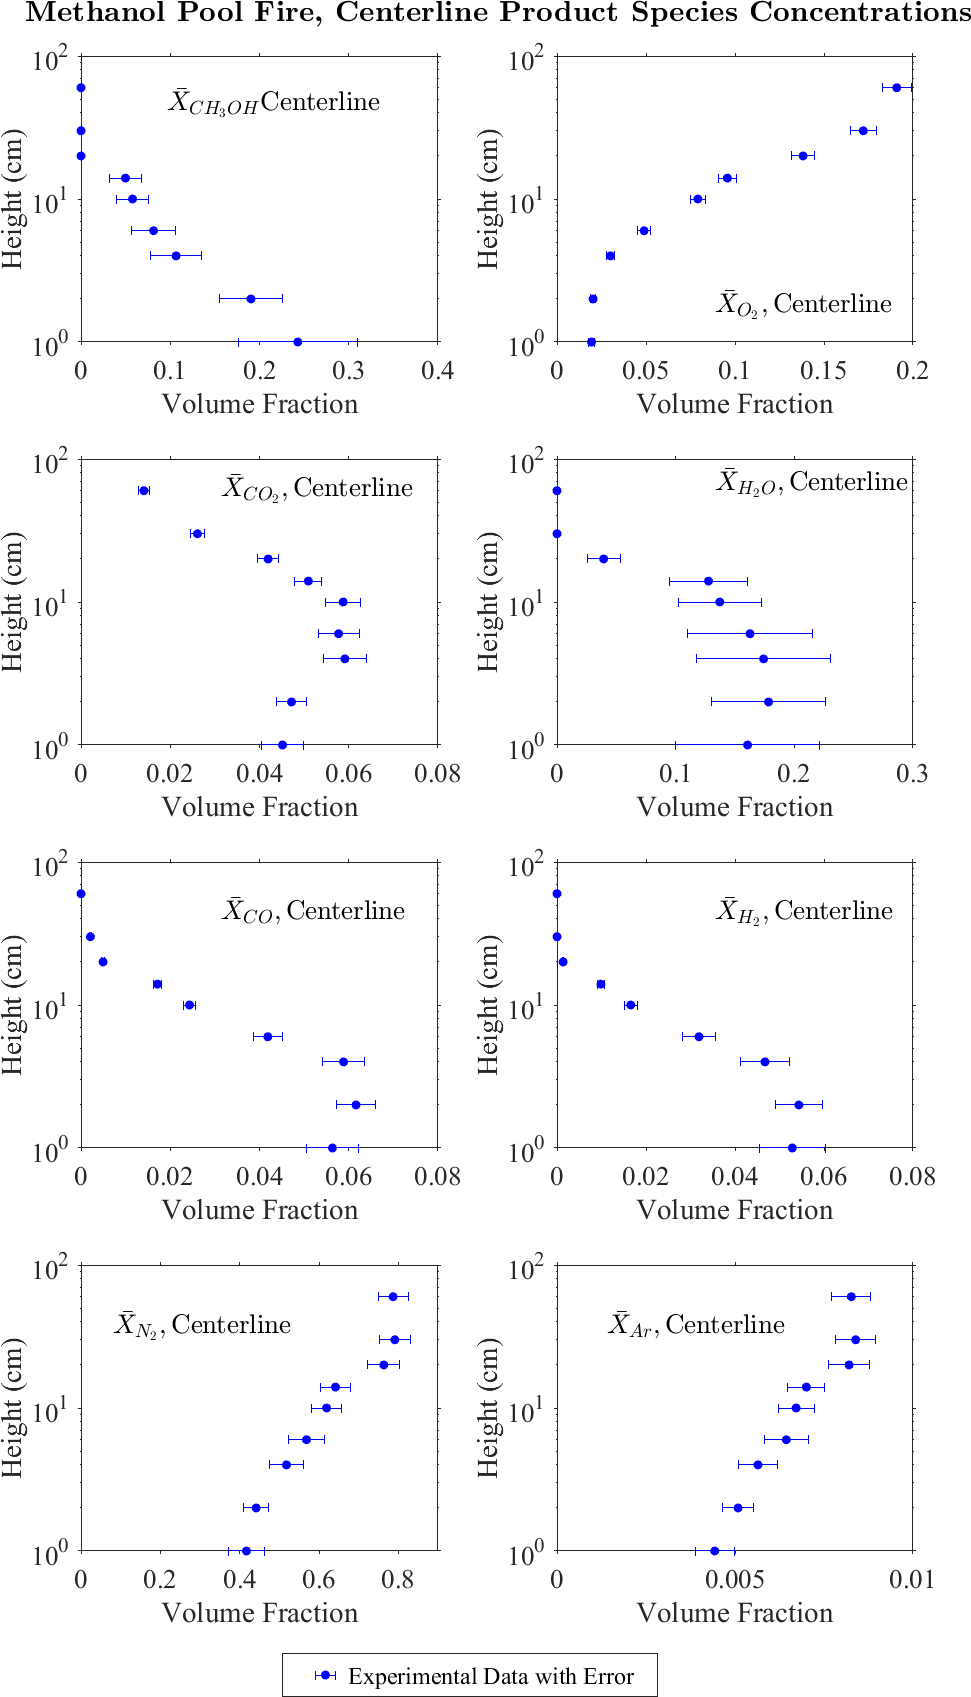 Methanol Pool Fire, Centerline Product Species Concentrations
10²
10¹
10⁰
Height (cm)
X̄_{CH₃OH}Centerline
0 0.1 0.2 0.3 0.4
Volume Fraction
10²
10¹
10⁰
Height (cm)
X̄_{O₂}, Centerline
0 0.05 0.1 0.15 0.2
Volume Fraction
10²
10¹
10⁰
Height (cm)
X̄_{CO₂}, Centerline
0 0.02 0.04 0.06 0.08
Volume Fraction
10²
10¹
10⁰
Height (cm)
X̄_{H₂O}, Centerline
0 0.1 0.2 0.3
Volume Fraction
10²
10¹
10⁰
Height (cm)
X̄_{CO}, Centerline
0 0.02 0.04 0.06 0.08
Volume Fraction
10²
10¹
10⁰
Height (cm)
X̄_{H₂}, Centerline
0 0.02 0.04 0.06 0.08
Volume Fraction
10²
10¹
10⁰
Height (cm)
X̄_{N₂}, Centerline
0 0.2 0.4 0.6 0.8
Volume Fraction
10²
10¹
10⁰
Height (cm)
X̄_{Ar}, Centerline
0 0.005 0.01
Volume Fraction
Experimental Data with Error